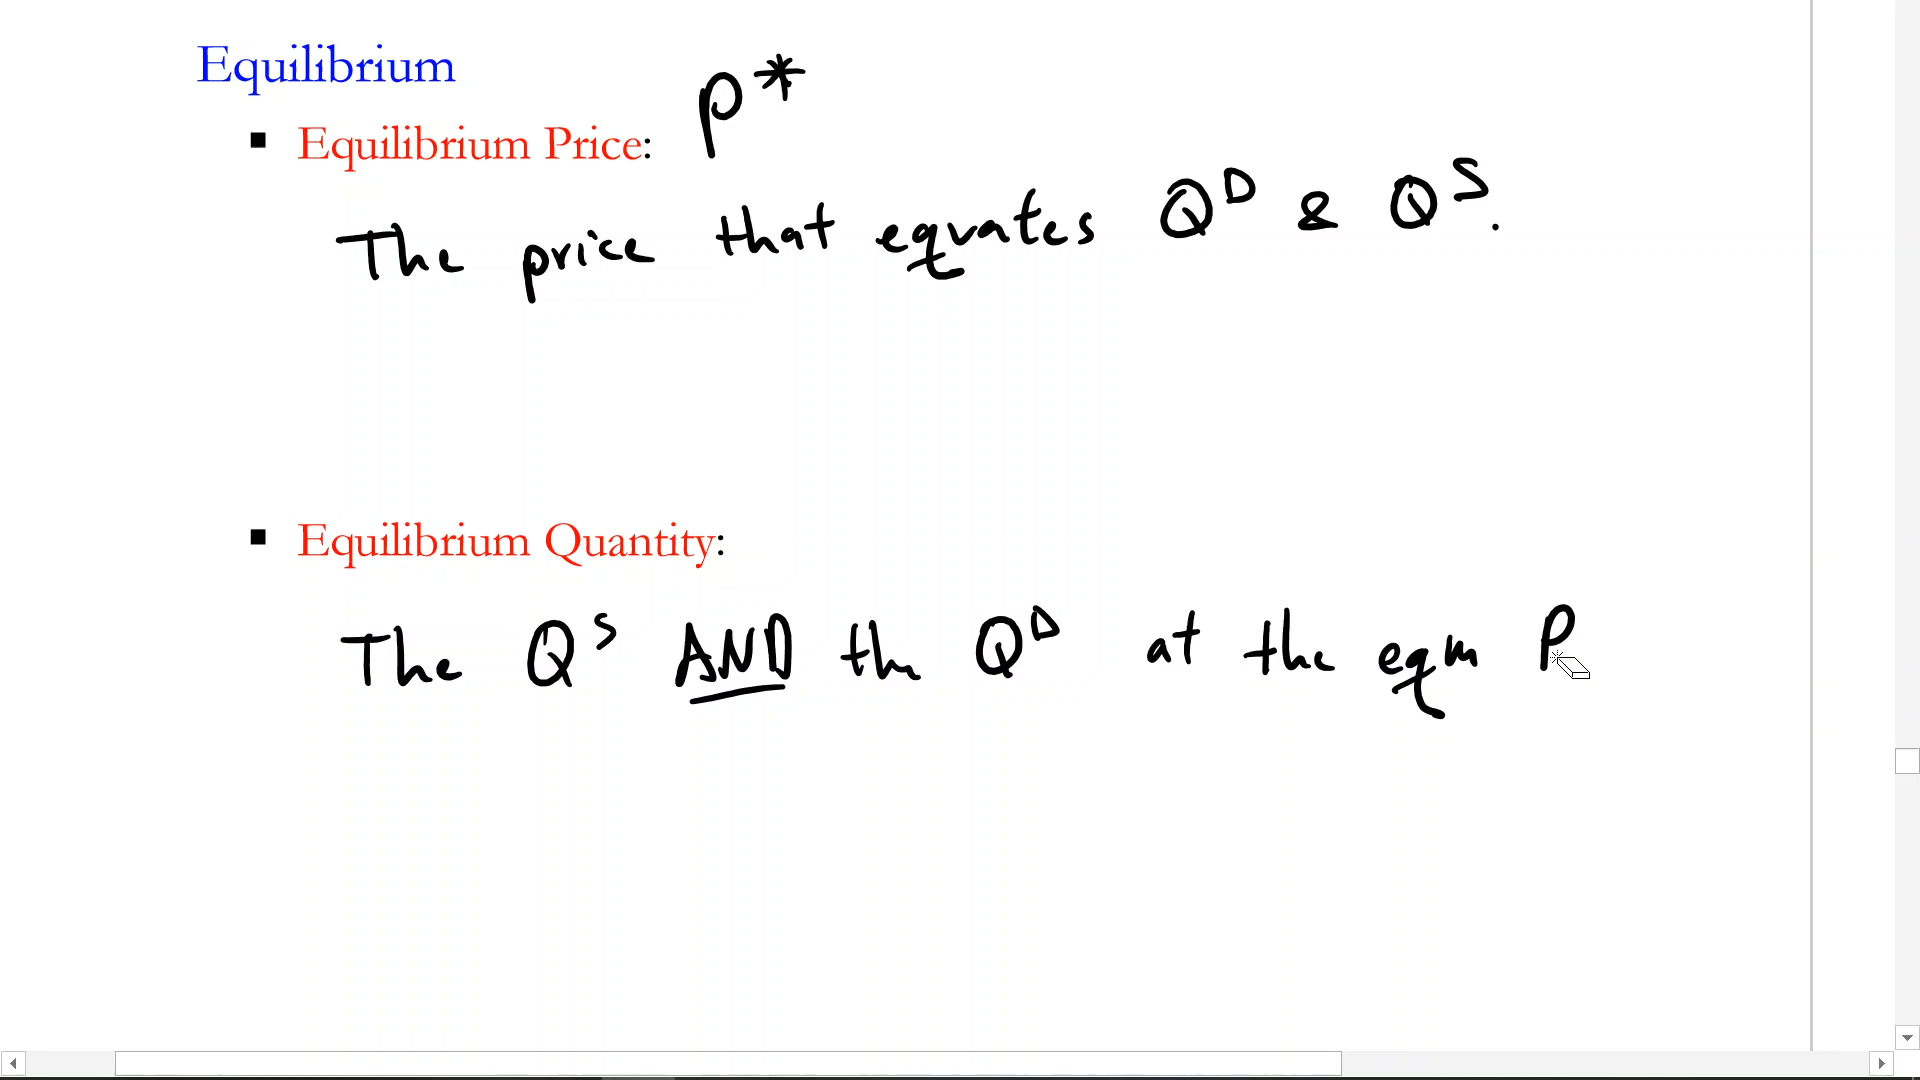 Equilibrium
▪ Equilibrium Price: P*
The price that equates Q^D & Q^S.
▪ Equilibrium Quantity:
The Q^S AND the Q^D at the eqm P